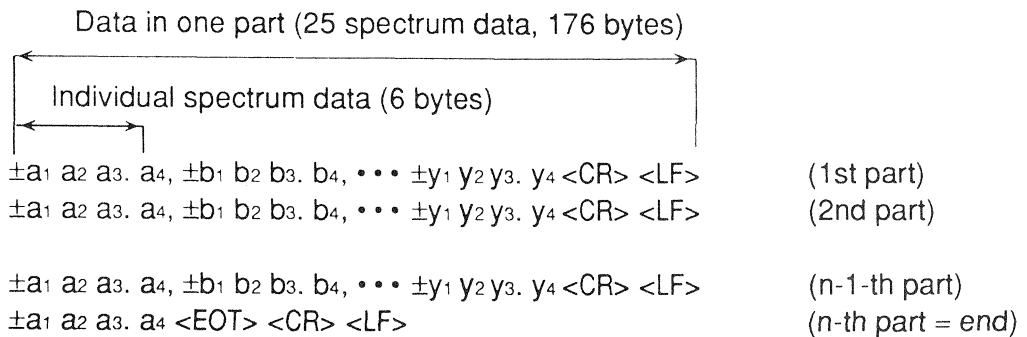 Data in one part (25 spectrum data, 176 bytes)
Individual spectrum data (6 bytes)
±a1 a2 a3. a4, ±b1 b2 b3. b4, ••• ±y1 y2 y3. y4 <CR> <LF> (1st part)
±a1 a2 a3. a4, ±b1 b2 b3. b4, ••• ±y1 y2 y3. y4 <CR> <LF> (2nd part)
±a1 a2 a3. a4, ±b1 b2 b3. b4, ••• ±y1 y2 y3. y4 <CR> <LF> (n-1-th part)
±a1 a2 a3. a4 <EOT> <CR> <LF> (n-th part = end)